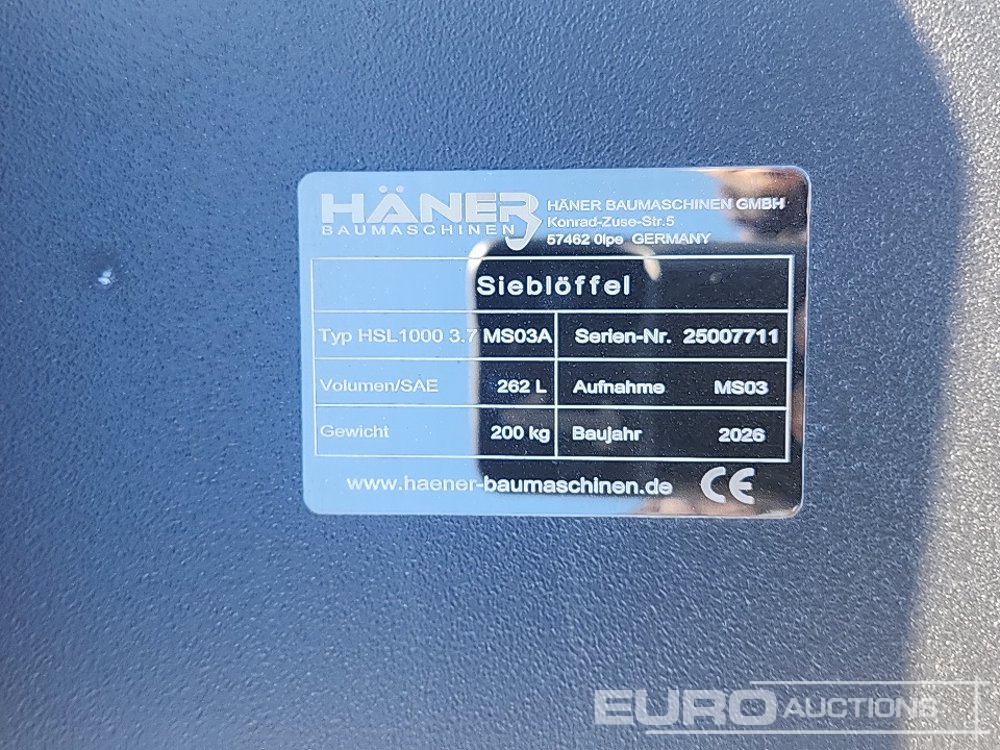 HÄNER
BAUMASCHINEN
HÄNER BAUMASCHINEN GMBH
Konrad-Zuse-Str.5
57462 Olpe GERMANY
Sieblöffel
Typ HSL1000 3.7 MS03A Serien-Nr. 25007711
Volumen/SAE 262 L Aufnahme MS03
Gewicht 200 kg Baujahr 2026
www.haener-baumaschinen.de CE
EURO AUCTIONS